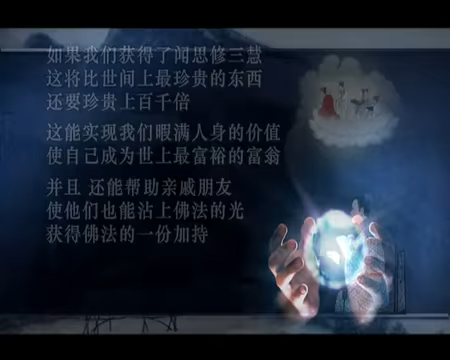 如果我们获得了闻思修三慧
这将比世间上最珍贵的东西
还要珍贵上百千倍
这能实现我们暇满人身的价值
使自己成为世上最富裕的富翁
并且 还能帮助亲戚朋友
使他们也能沾上佛法的光
获得佛法的一份加持